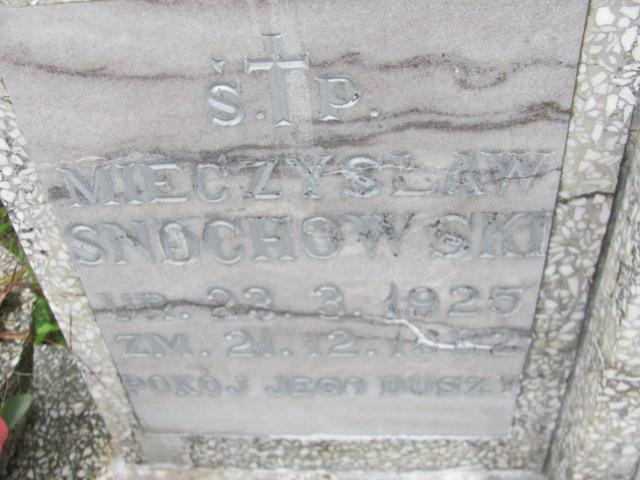 Ś. P.
MIECZYSŁAW
SNOCHOWSKI
UR. 23. 3. 1925
ZM. 21. 12.
POKÓJ JEGO DUSZY